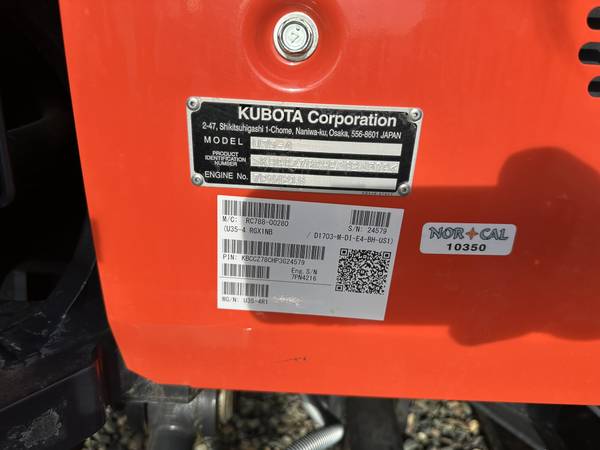 KUBOTA Corporation
2-47, Shikitsuhigashi 1-Chome, Naniwa-ku, Osaka, 556-8601 JAPAN
MODEL
PRODUCT IDENTIFICATION NUMBER
ENGINE No.
M/C: RC788-00280 S/N: 24579
(U35-4 RGX1NB / D1703-M-DI-E4-BH-US1)
PIN: KBCCZ78CHP3G24579
Eng. S/N
7PN4216
NG/N: U35-4R1
NOR CAL
10350